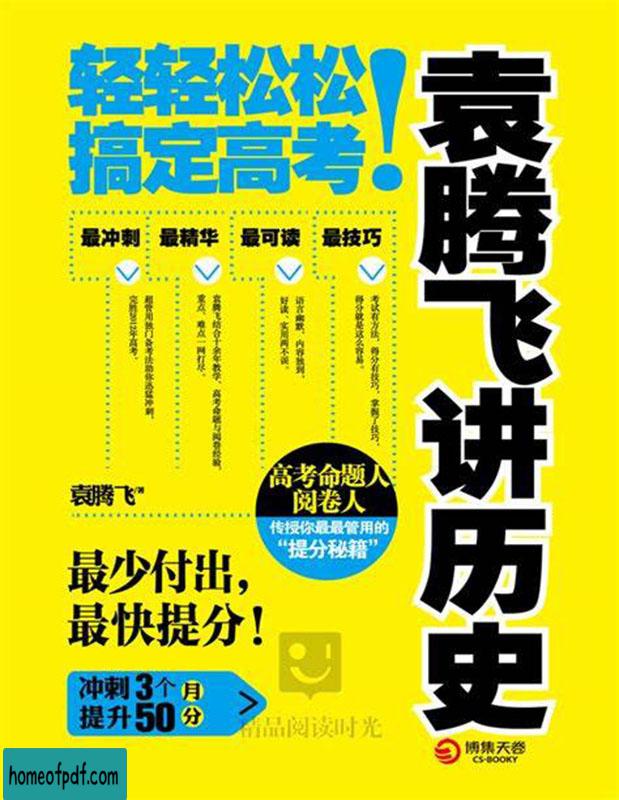 轻轻松松
搞定高考！
袁腾飞讲历史
最冲刺
最精华
最可读
最技巧
超管用独门备考法助你迅猛冲刺，
完胜2012年高考。
袁腾飞结合十余年教学、高考命题与阅卷经验，
重点、难点一网打尽。
语言幽默、内容独到，
好读、实用两不误。
考试有方法，得分有技巧，掌握了技巧，
得分就是这么容易。
袁腾飞/著
高考命题人
阅卷人
传授你最最管用的
“提分秘籍”
最少付出，
最快提分！
冲刺3个月
提升50分
精品阅读时光
博集天卷
CS-BOOKY
homeofpdf.com